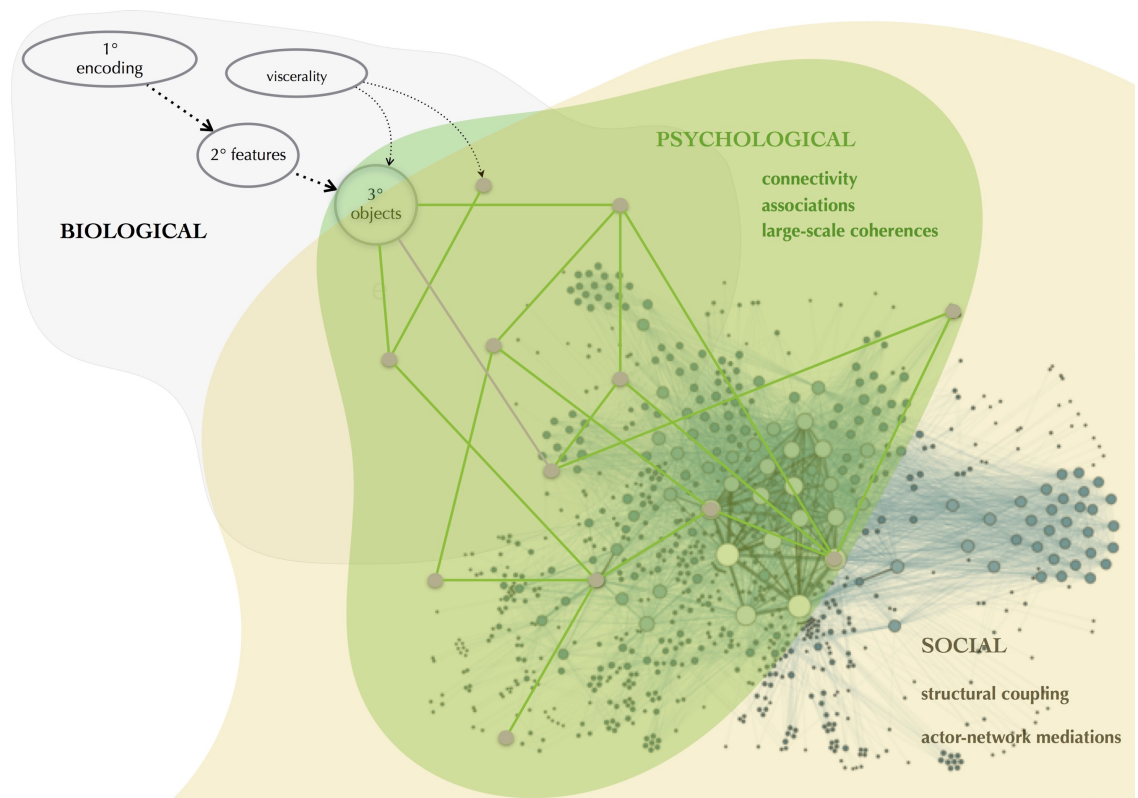 1°
encoding
viscerality
2° features
3°
objects
BIOLOGICAL
PSYCHOLOGICAL
connectivity
associations
large-scale coherences
SOCIAL
structural coupling
actor-network mediations